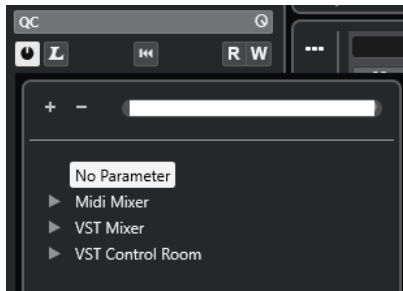 QC
L
R W
No Parameter
Midi Mixer
VST Mixer
VST Control Room